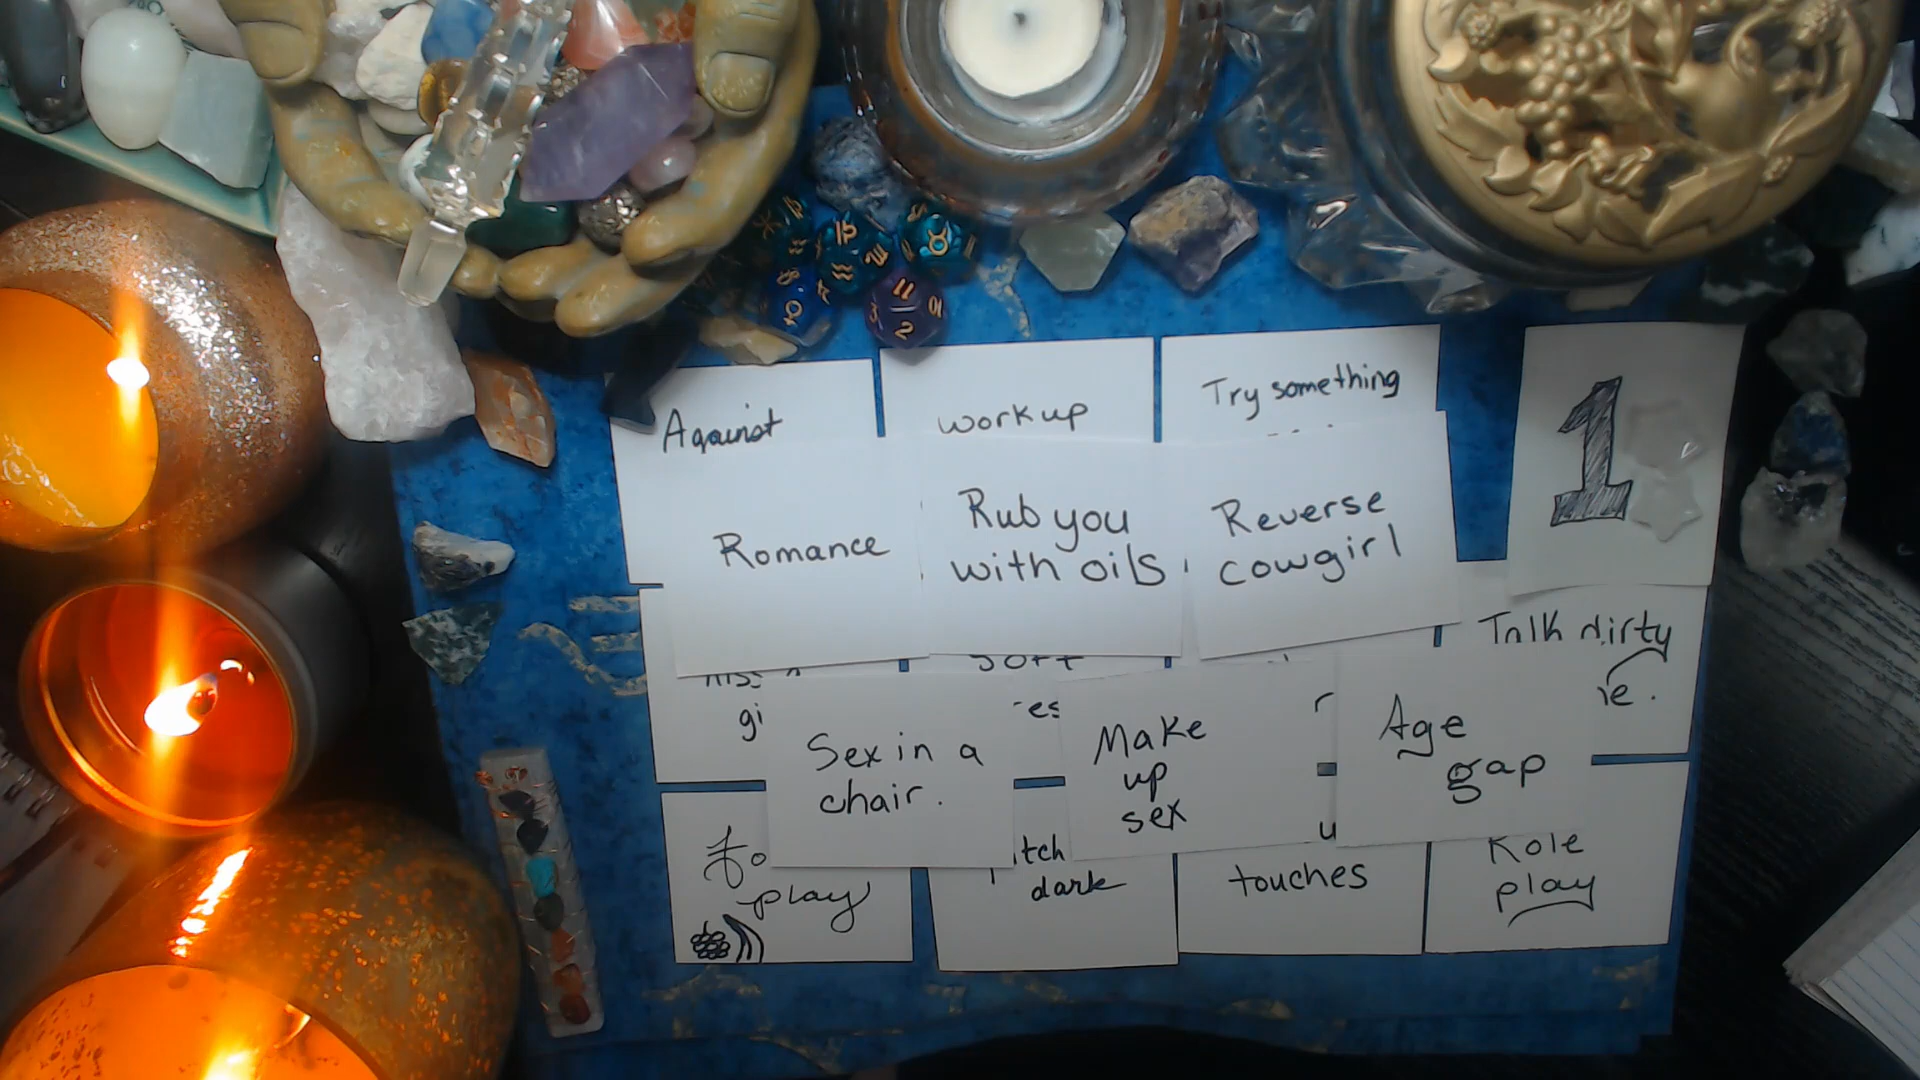 Against
work up
Try something
1
Romance
Rub you
with oils
Reverse
cowgirl
Talk dirty
Sex in a
chair.
Make
up
sex
Age
gap
play
dark
touches
Role
play